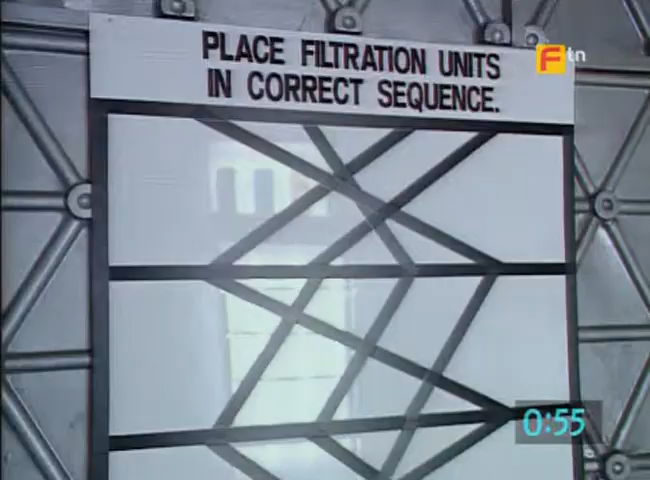 PLACE FILTRATION UNITS
IN CORRECT SEQUENCE.
Ftn
0:55